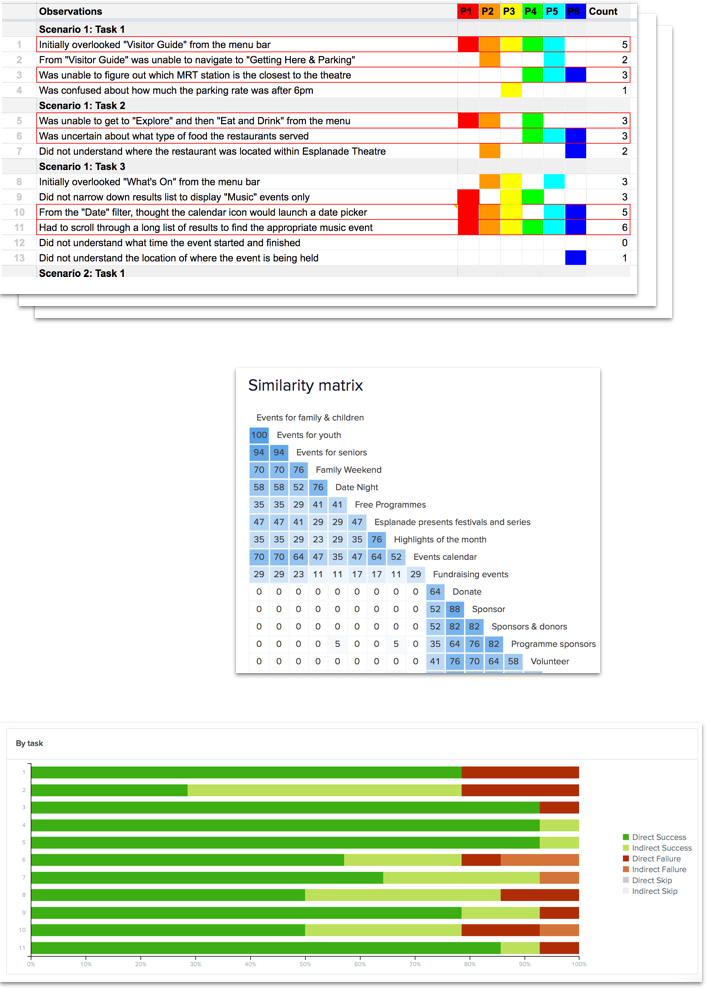 Observations P1 P2 P3 P4 P5 P6 Count
Scenario 1: Task 1
1 Initially overlooked "Visitor Guide" from the menu bar 5
2 From "Visitor Guide" was unable to navigate to "Getting Here & Parking" 2
3 Was unable to figure out which MRT station is the closest to the theatre 3
4 Was confused about how much the parking rate was after 6pm 1
Scenario 1: Task 2
5 Was unable to get to "Explore" and then "Eat and Drink" from the menu 3
6 Was uncertain about what type of food the restaurants served 3
7 Did not understand where the restaurant was located within Esplanade Theatre 2
Scenario 1: Task 3
8 Initially overlooked "What's On" from the menu bar 3
9 Did not narrow down results list to display "Music" events only 3
10 From the "Date" filter, thought the calendar icon would launch a date picker 5
11 Had to scroll through a long list of results to find the appropriate music event 6
12 Did not understand what time the event started and finished 0
13 Did not understand the location of where the event is being held 1
Scenario 2: Task 1
Similarity matrix
Events for family & children
100 Events for youth
94 94 Events for seniors
70 70 76 Family Weekend
58 58 52 76 Date Night
35 35 29 41 41 Free Programmes
47 47 41 29 29 47 Esplanade presents festivals and series
35 35 29 23 29 35 76 Highlights of the month
70 70 64 47 35 47 64 52 Events calendar
29 29 23 11 11 17 17 11 29 Fundraising events
0 0 0 0 0 0 0 0 0 64 Donate
0 0 0 0 0 0 0 0 0 52 88 Sponsor
0 0 0 0 0 0 0 0 0 52 82 82 Sponsors & donors
0 0 0 0 5 0 0 5 0 35 64 76 82 Programme sponsors
0 0 0 0 0 0 0 0 0 41 76 70 64 58 Volunteer
By task
1
2
3
4
5
6
7
8
9
10
11
0% 10% 20% 30% 40% 50% 60% 70% 80% 90% 100%
Direct Success
Indirect Success
Direct Failure
Indirect Failure
Direct Skip
Indirect Skip